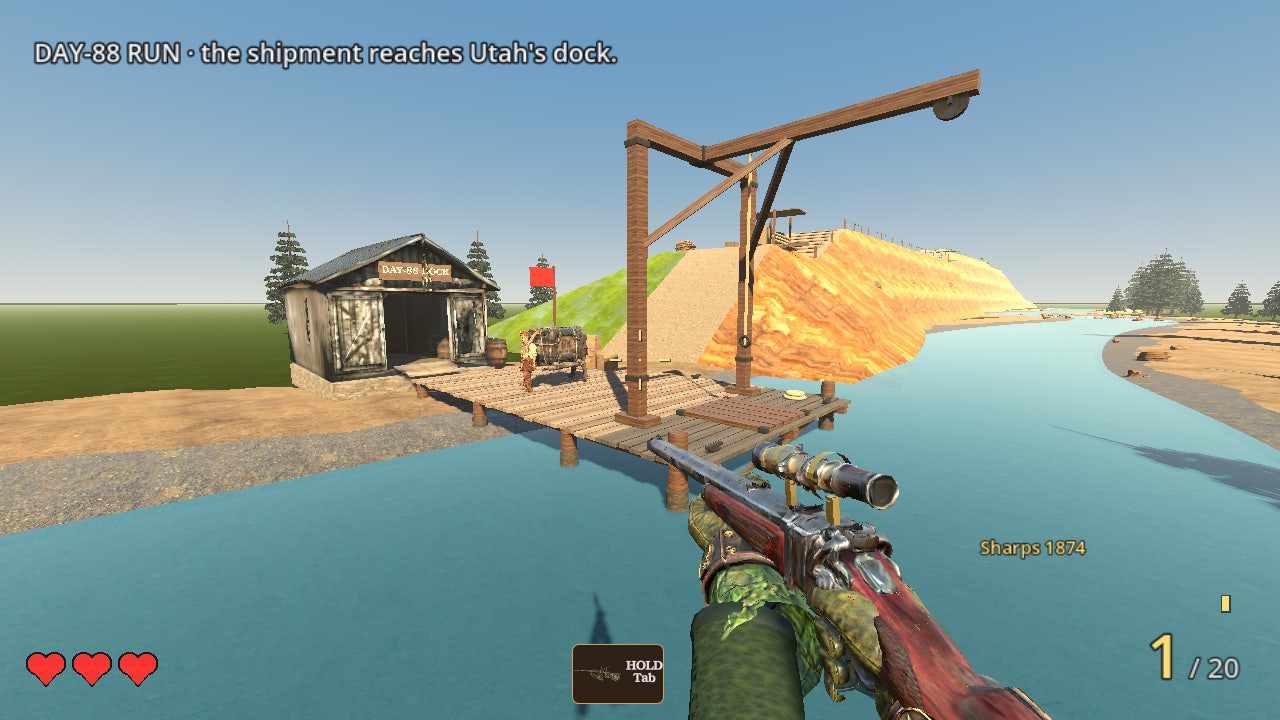 DAY-88 RUN · the shipment reaches Utah's dock.
DAY-88 DOCK
Sharps 1874
HOLD
Tab
1 / 20